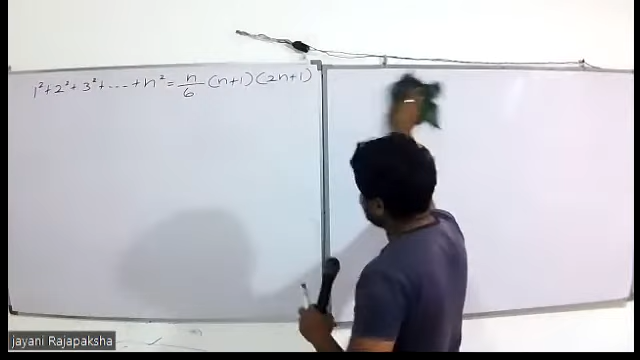 1² + 2² + 3² + .... + n² = n/6 (n+1) (2n+1)
jayani Rajapaksha